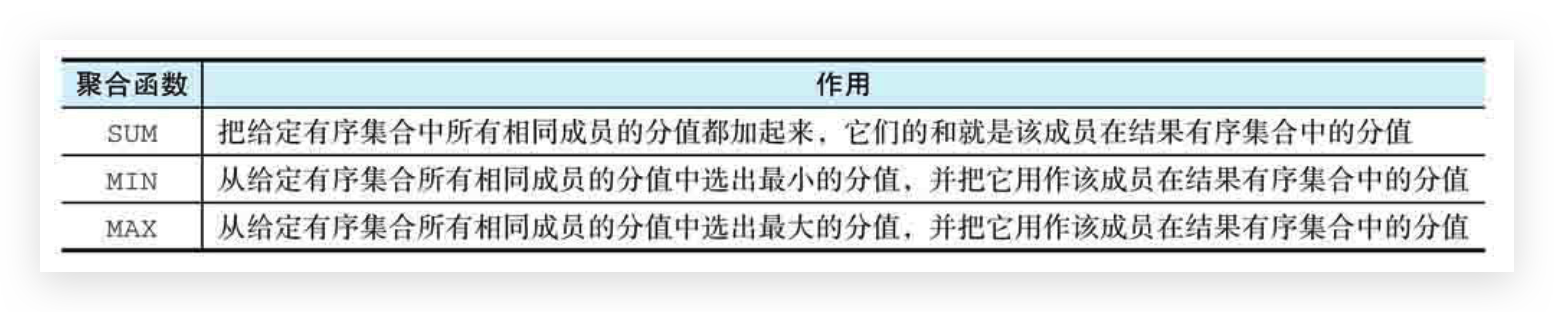 聚合函数 作用
SUM 把给定有序集合中所有相同成员的分值都加起来，它们的和就是该成员在结果有序集合中的分值
MIN 从给定有序集合所有相同成员的分值中选出最小的分值，并把它用作该成员在结果有序集合中的分值
MAX 从给定有序集合所有相同成员的分值中选出最大的分值，并把它用作该成员在结果有序集合中的分值